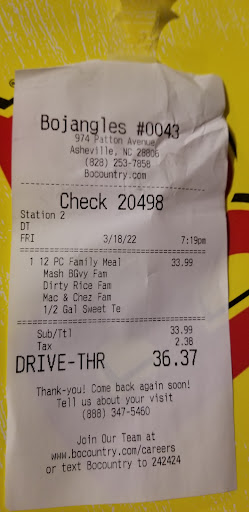 Bojangles #0043
974 Patton Avenue
Asheville, NC 28806
(828) 253-7858
Bocountry.com
Check 20498
Station 2
DT
FRI 3/18/22 7:19pm
1 12 PC Family Meal 33.99
Mash BGvy Fam
Dirty Rice Fam
Mac & Chez Fam
1/2 Gal Sweet Te
Sub/Ttl 33.99
Tax 2.38
DRIVE-THR 36.37
Thank-you! Come back again soon!
Tell us about your visit
(888) 347-5460
Join Our Team at
www.bocountry.com/careers
or text Bocountry to 242424